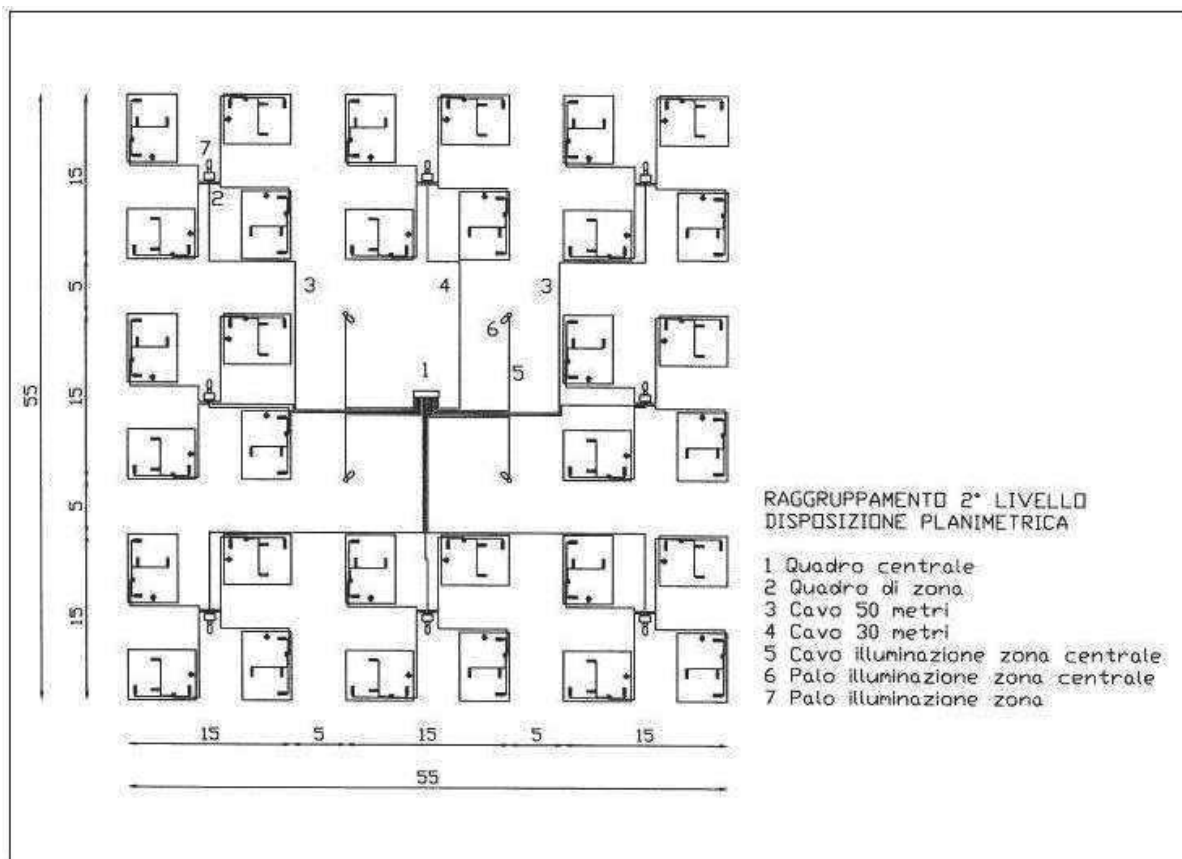 7
15
2
3
4
3
5
6
1
5
55
15
5
15
RAGGRUPPAMENTO 2° LIVELLO
DISPOSIZIONE PLANIMETRICA
1 Quadro centrale
2 Quadro di zona
3 Cavo 50 metri
4 Cavo 30 metri
5 Cavo illuminazione zona centrale
6 Palo illuminazione zona centrale
7 Palo illuminazione zona
15 5 15 5 15
55